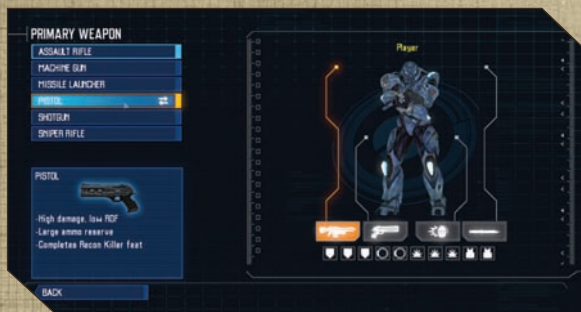 PRIMARY WEAPON
ASSAULT RIFLE
MACHINE GUN
MISSILE LAUNCHER
PISTOL
SHOTGUN
SNIPER RIFLE
PISTOL
-High damage, low ROF
-Large ammo reserve
-Completes Recon Killer feat
BACK
Player